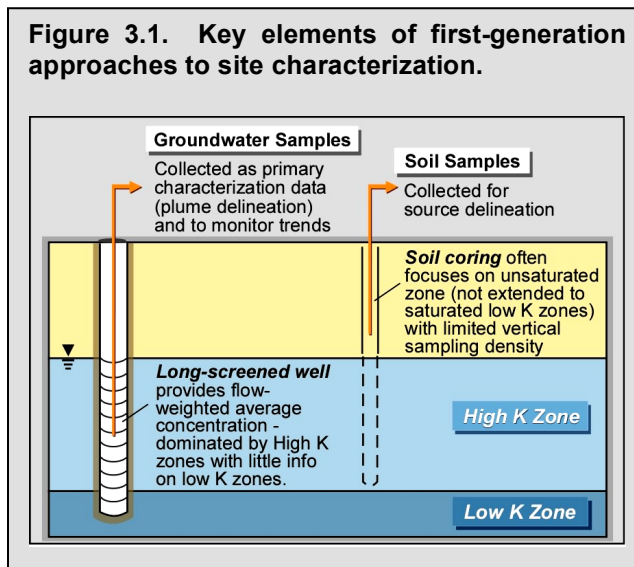 Figure 3.1. Key elements of first-generation
approaches to site characterization.
Groundwater Samples
Collected as primary
characterization data
(plume delineation)
and to monitor trends
Soil Samples
Collected for
source delineation
Soil coring often
focuses on unsaturated
zone (not extended to
saturated low K zones)
with limited vertical
sampling density
Long-screened well
provides flow-
weighted average
concentration -
dominated by High K
zones with little info
on low K zones.
High K Zone
Low K Zone